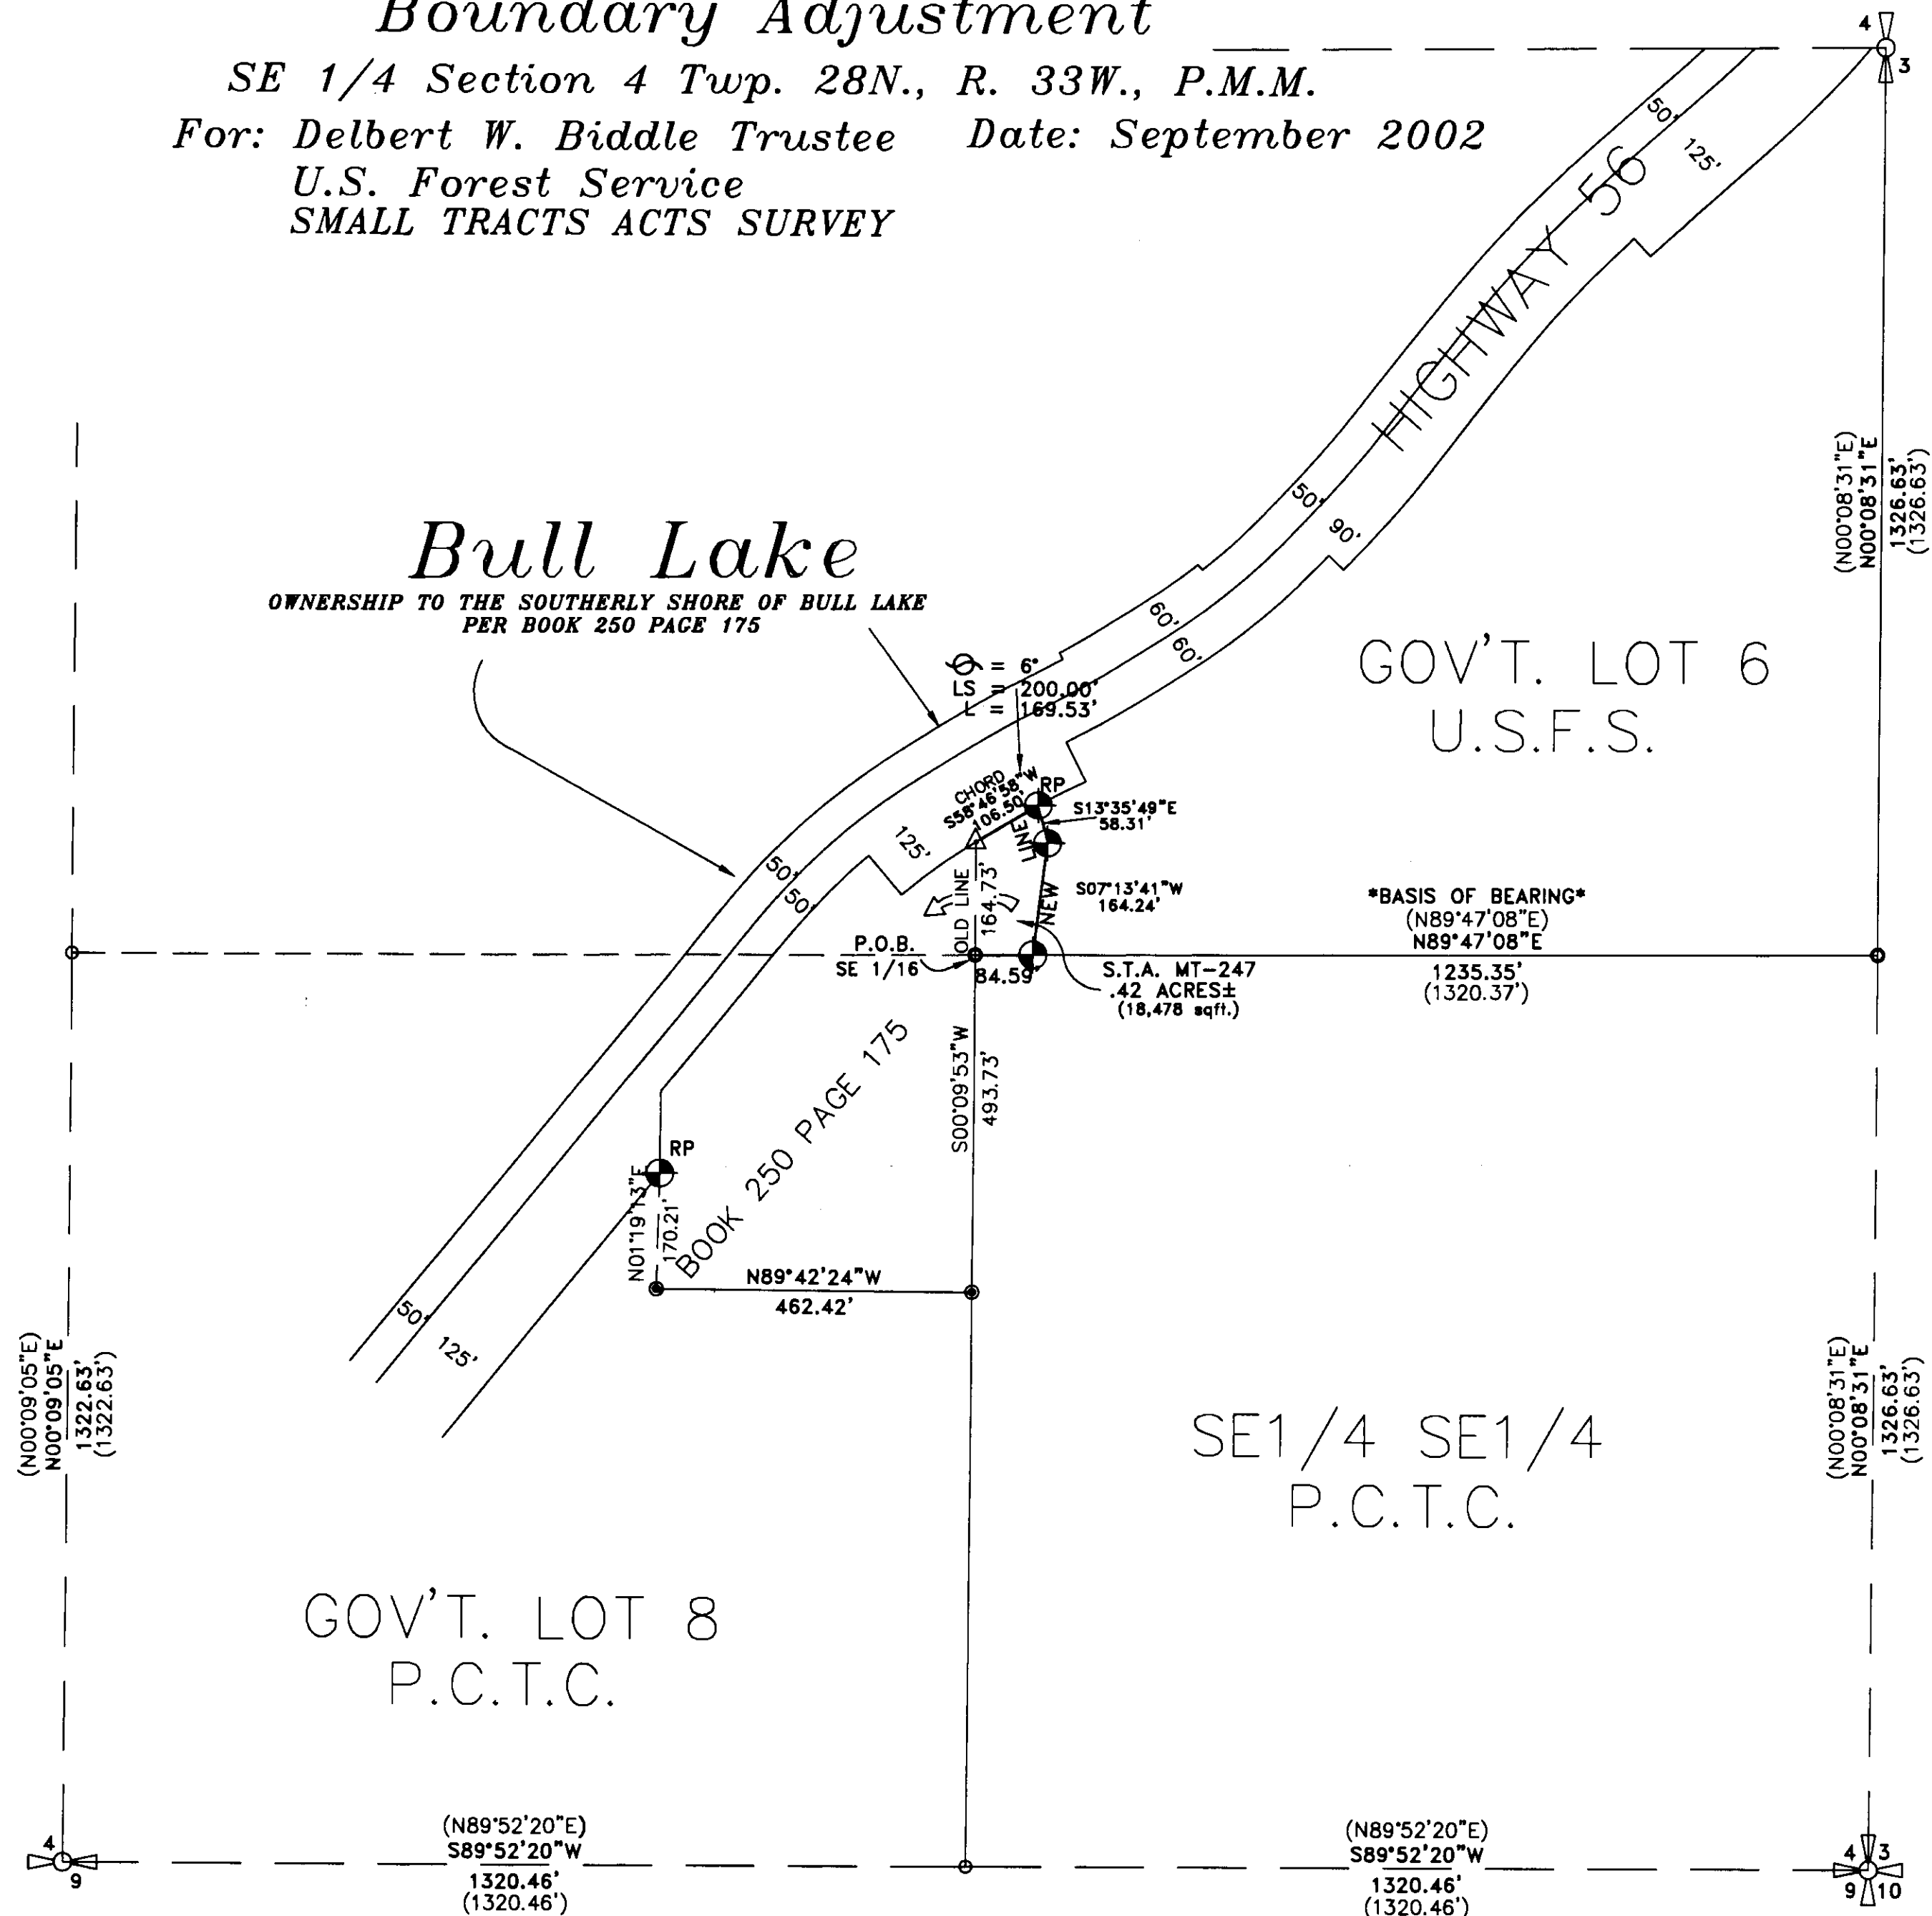 Boundary Adjustment
SE 1/4 Section 4 Twp. 28N., R. 33W., P.M.M.
For: Delbert W. Biddle Trustee Date: September 2002
U.S. Forest Service
SMALL TRACTS ACTS SURVEY
4
3
50'
125'
HIGHWAY 56
(N00°08'31"E)
N00°08'31"E
1326.63'
(1326.63')
50'
90'
Bull Lake
OWNERSHIP TO THE SOUTHERLY SHORE OF BULL LAKE
PER BOOK 250 PAGE 175
60'
60'
= 6°
LS = 200.00'
L = 169.53'
GOV'T. LOT 6
U.S.F.S.
CHORD
S58°46'58"W
106.50'
RP
S13°35'49"E
58.31'
NEW LINE
125'
50'
50'
OLD LINE
164.73'
S07°13'41"W
164.24'
*BASIS OF BEARING*
(N89°47'08"E)
N89°47'08"E
1235.35'
(1320.37')
P.O.B.
SE 1/16
84.59'
S.T.A. MT-247
.42 ACRES±
(18,478 sqft.)
S00°09'53"W
493.73'
BOOK 250 PAGE 175
RP
N01°19'13"E
170.21'
N89°42'24"W
462.42'
50'
125'
(N00°09'05"E)
N00°09'05"E
1322.63'
(1322.63')
(N00°08'31"E)
N00°08'31"E
1326.63'
(1326.63')
SE1/4 SE1/4
P.C.T.C.
GOV'T. LOT 8
P.C.T.C.
(N89°52'20"E)
S89°52'20"W
1320.46'
(1320.46')
(N89°52'20"E)
S89°52'20"W
1320.46'
(1320.46')
4
9
4 3
9 10